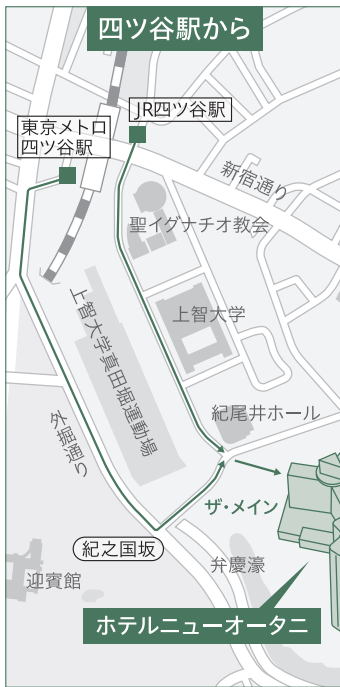 四ツ谷駅から
JR四ツ谷駅
東京メトロ
四ツ谷駅
新宿通り
聖イグナチオ教会
上智大学
上智大学真田堀運動場
紀尾井ホール
外堀通り
ザ・メイン
紀之国坂
弁慶濠
迎賓館
ホテルニューオータニ